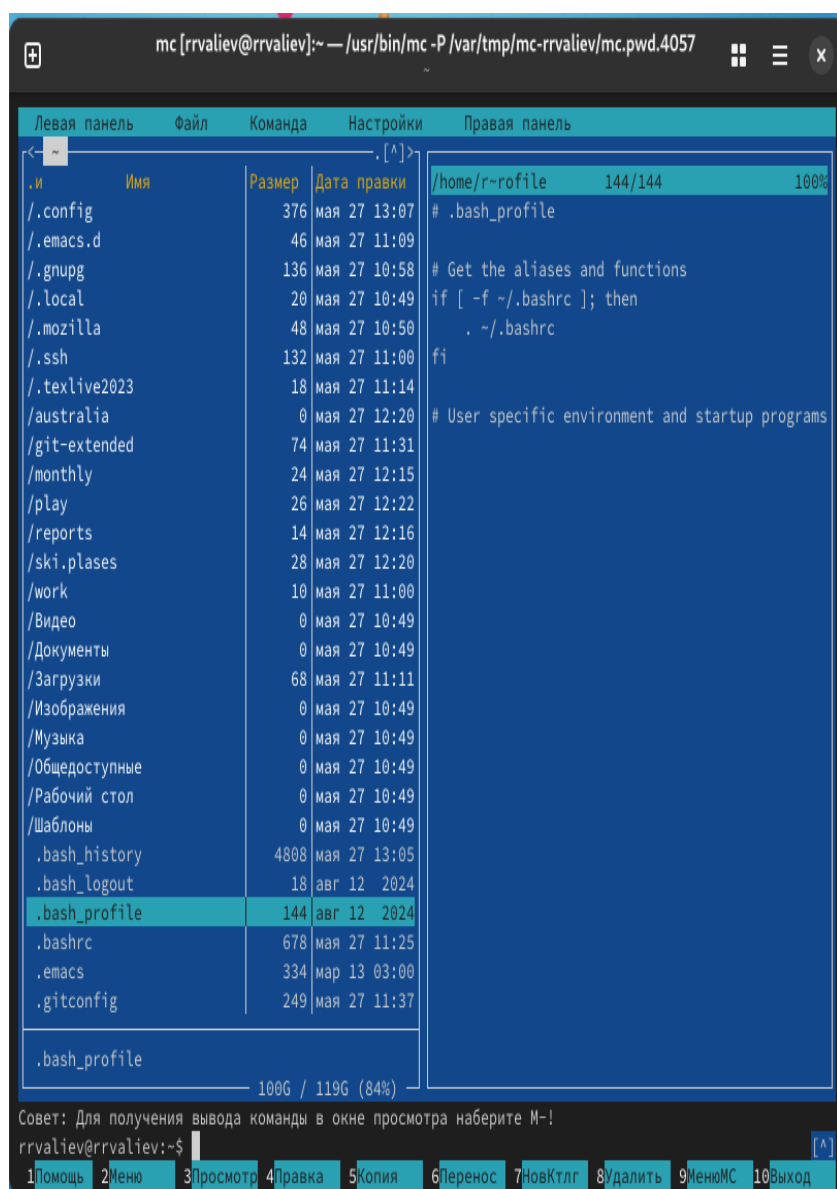 mc [rrvaliev@rrvaliev]:~ — /usr/bin/mc -P /var/tmp/mc-rrvaliev/mc.pwd.4057
~
Левая панель Файл Команда Настройки Правая панель
<- ~ .[^]>
.и Имя Размер Дата правки
/.config 376 мая 27 13:07
/.emacs.d 46 мая 27 11:09
/.gnupg 136 мая 27 10:58
/.local 20 мая 27 10:49
/.mozilla 48 мая 27 10:50
/.ssh 132 мая 27 11:00
/.texlive2023 18 мая 27 11:14
/australia 0 мая 27 12:20
/git-extended 74 мая 27 11:31
/monthly 24 мая 27 12:15
/play 26 мая 27 12:22
/reports 14 мая 27 12:16
/ski.plases 28 мая 27 12:20
/work 10 мая 27 11:00
/Видео 0 мая 27 10:49
/Документы 0 мая 27 10:49
/Загрузки 68 мая 27 11:11
/Изображения 0 мая 27 10:49
/Музыка 0 мая 27 10:49
/Общедоступные 0 мая 27 10:49
/Рабочий стол 0 мая 27 10:49
/Шаблоны 0 мая 27 10:49
.bash_history 4808 мая 27 13:05
.bash_logout 18 авг 12 2024
.bash_profile 144 авг 12 2024
.bashrc 678 мая 27 11:25
.emacs 334 мар 13 03:00
.gitconfig 249 мая 27 11:37
.bash_profile
100G / 119G (84%)
/home/r~rofile 144/144 100%
# .bash_profile
# Get the aliases and functions
if [ -f ~/.bashrc ]; then
. ~/.bashrc
fi
# User specific environment and startup programs
Совет: Для получения вывода команды в окне просмотра наберите M-!
rrvaliev@rrvaliev:~$ [^]
1Помощь 2Меню 3Просмотр 4Правка 5Копия 6Перенос 7НовКтлг 8Удалить 9МенюMC 10Выход